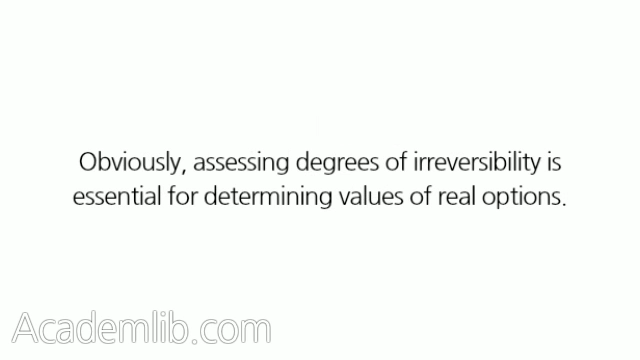 Obviously, assessing degrees of irreversibility is
essential for determining values of real options.
Academlib.com